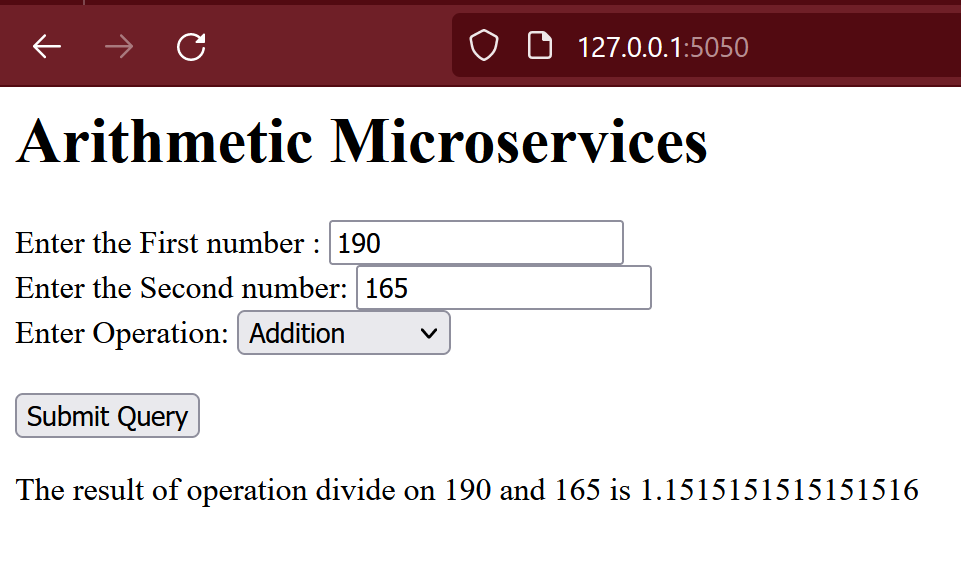 127.0.0.1:5050
Arithmetic Microservices
Enter the First number : 190
Enter the Second number: 165
Enter Operation: Addition
Submit Query
The result of operation divide on 190 and 165 is 1.1515151515151516